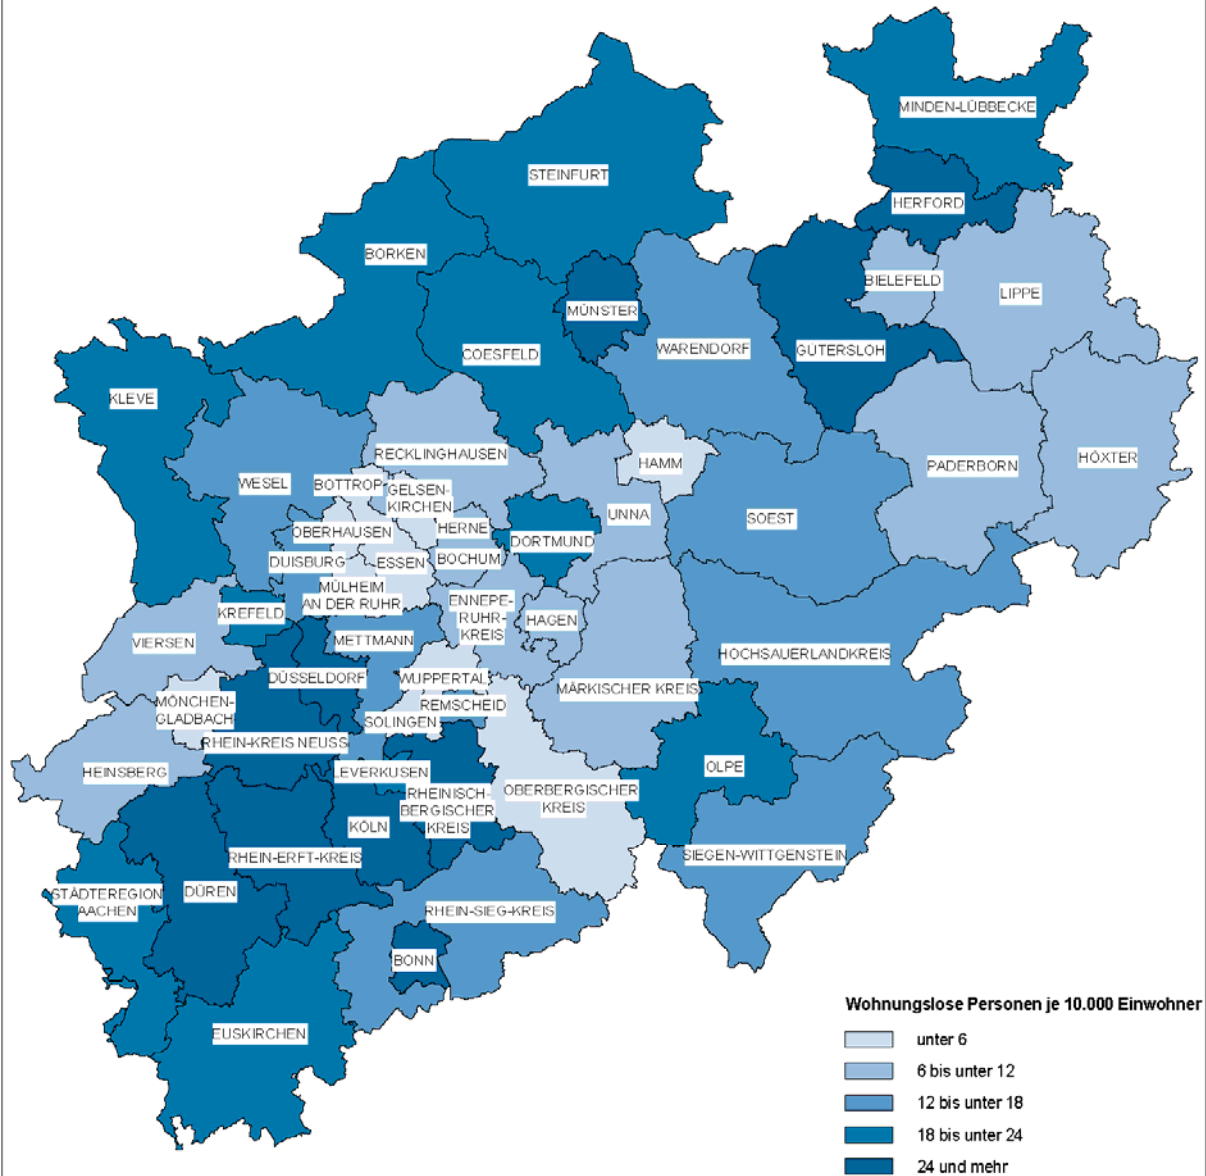 MINDEN-LÜBBECKE
STEINFURT
HERFORD
BORKEN
BIELEFELD
LIPPE
MÜNSTER
WARENDORF
GÜTERSLOH
COESFELD
KLEVE
RECKLINGHAUSEN
HAMM
PADERBORN
HÖXTER
WESEL
BOTTROP
GELSEN-
KIRCHEN
UNNA
SOEST
OBERHAUSEN
HERNE
DORTMUND
DUISBURG
ESSEN
BOCHUM
MÜLHEIM
AN DER RUHR
ENNEPE-
RUHR-
KREIS
KREFELD
HAGEN
VIERSEN
METTMANN
HOCHSAUERLANDKREIS
DÜSSELDORF
WUPPERTAL
MÄRKISCHER KREIS
MÖNCHEN-
GLADBACH
REMSCHEID
SOLINGEN
RHEIN-KREIS NEUSS
HEINSBERG
LEVERKUSEN
OLPE
RHEINISCH-
BERGISCHER
KREIS
OBERBERGISCHER
KREIS
KÖLN
RHEIN-ERFT-KREIS
SIEGEN-WITTGENSTEIN
STÄDTEREGION
AACHEN
DÜREN
RHEIN-SIEG-KREIS
BONN
EUSKIRCHEN
Wohnungslose Personen je 10.000 Einwohner
unter 6
6 bis unter 12
12 bis unter 18
18 bis unter 24
24 und mehr